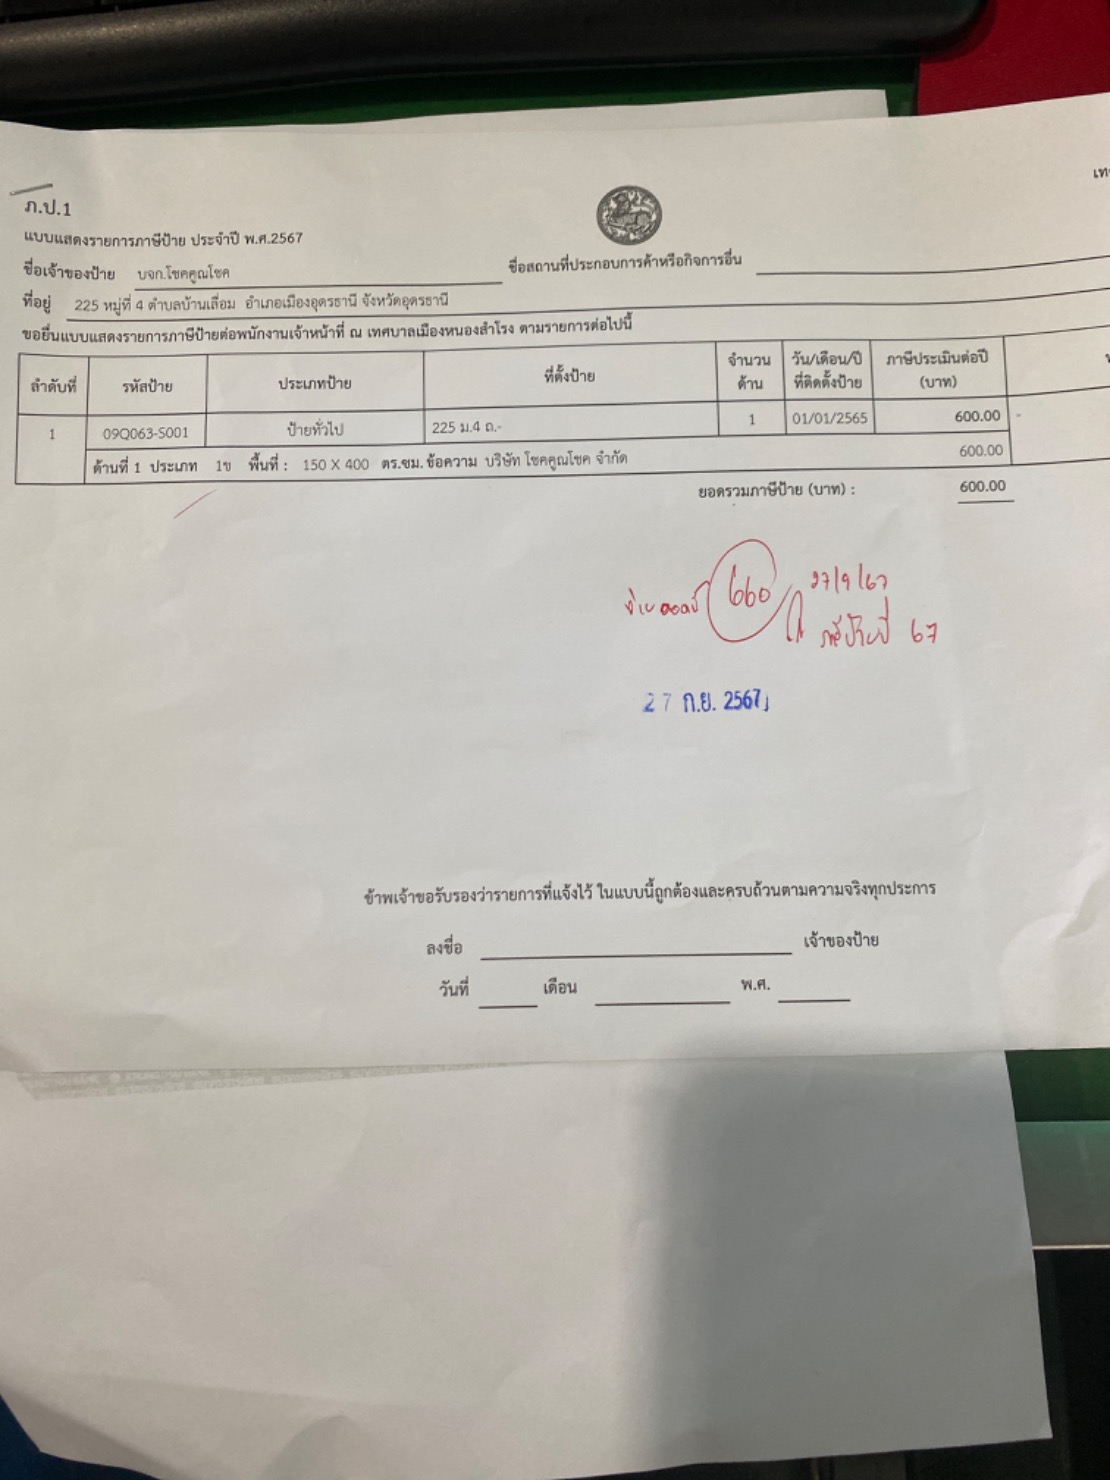 เท
ภ.ป.1
แบบแสดงรายการภาษีป้าย ประจำปี พ.ศ.2567
ชื่อเจ้าของป้าย บจก.โชคคูณโชค ชื่อสถานที่ประกอบการค้าหรือกิจการอื่น
ที่อยู่ 225 หมู่ที่ 4 ตำบลบ้านเลื่อม อำเภอเมืองอุดรธานี จังหวัดอุดรธานี
ขอยื่นแบบแสดงรายการภาษีป้ายต่อพนักงานเจ้าหน้าที่ ณ เทศบาลเมืองหนองสำโรง ตามรายการต่อไปนี้
ลำดับที่ รหัสป้าย ประเภทป้าย ที่ตั้งป้าย จำนวนด้าน วัน/เดือน/ปี ที่ติดตั้งป้าย ภาษีประเมินต่อปี (บาท)
1 09Q063-S001 ป้ายทั่วไป 225 ม.4 ถ.- 1 01/01/2565 600.00 -
ด้านที่ 1 ประเภท 1ข พื้นที่ : 150 X 400 ตร.ซม. ข้อความ บริษัท โชคคูณโชค จำกัด 600.00
ยอดรวมภาษีป้าย (บาท) : 600.00
660 27/9/67
ภาษีป้ายปี 67
27 ก.ย. 2567
ข้าพเจ้าขอรับรองว่ารายการที่แจ้งไว้ ในแบบนี้ถูกต้องและครบถ้วนตามความจริงทุกประการ
ลงชื่อ เจ้าของป้าย
วันที่ เดือน พ.ศ.